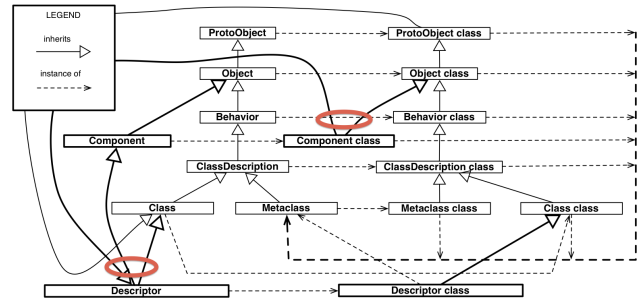 LEGEND
inherits
instance of
ProtoObject
ProtoObject class
Object
Object class
Behavior
Behavior class
Component
Component class
ClassDescription
ClassDescription class
Class
Metaclass
Metaclass class
Class class
Descriptor
Descriptor class